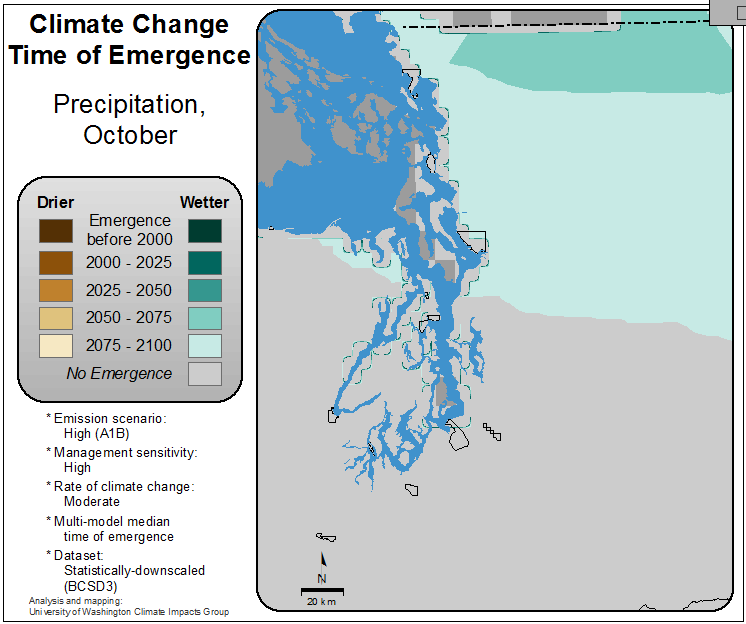 Climate Change
Time of Emergence
Precipitation,
October
Drier
Wetter
Emergence
before 2000
2000 - 2025
2025 - 2050
2050 - 2075
2075 - 2100
No Emergence
* Emission scenario:
High (A1B)
* Management sensitivity:
High
* Rate of climate change:
Moderate
* Multi-model median
time of emergence
* Dataset:
Statistically-downscaled
(BCSD3)
Analysis and mapping:
University of Washington Climate Impacts Group
N
20 km